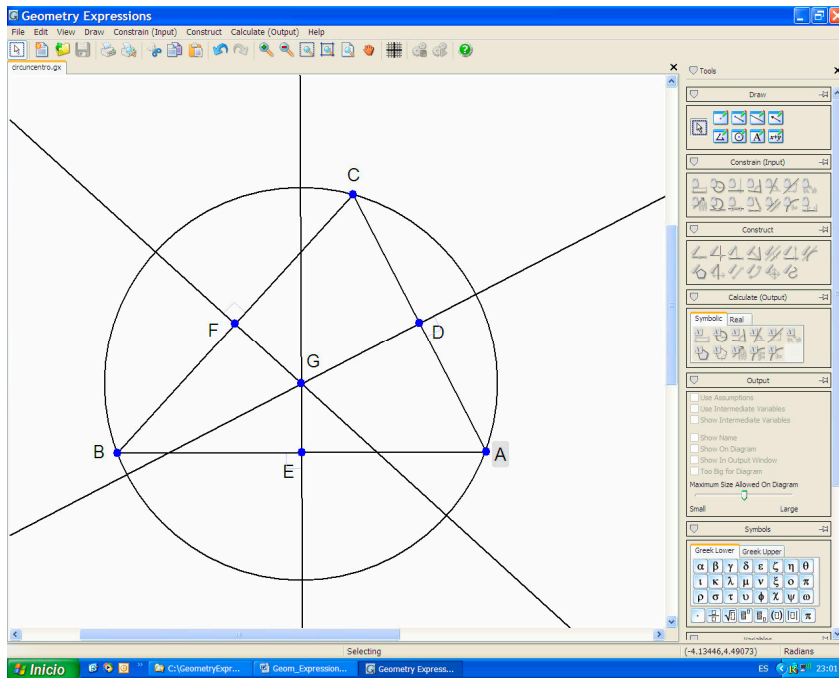 Geometry Expressions
File Edit View Draw Constrain (Input) Construct Calculate (Output) Help
circuncentro.gx
Tools
Draw
A x+y
Constrain (Input)
Construct
Calculate (Output)
Symbolic Real
Output
Use Assumptions
Use Intermediate Variables
Show Intermediate Variables
Show Name
Show On Diagram
Show In Output Window
Too Big for Diagram
Maximum Size Allowed On Diagram
Small Large
Symbols
Greek Lower Greek Upper
α β γ δ ε ζ η θ
ι κ λ μ ν ξ ο π
ρ σ τ υ φ χ ψ ω
π
C
F
D
G
B
E
A
Selecting
(-4.13446,4.49073) Radians
Inicio
C:\GeometryExpr...
Geom_Expression...
Geometry Express...
ES
23:01